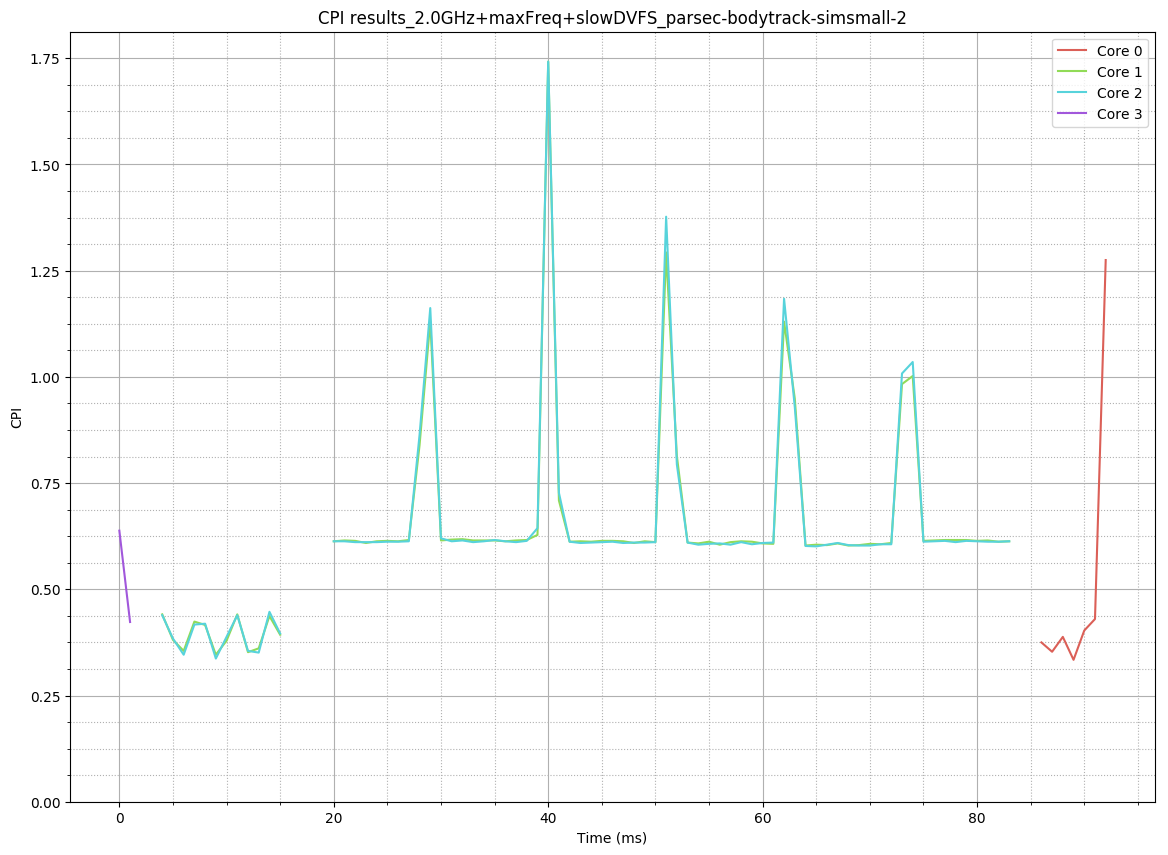 CPI results_2.0GHz+maxFreq+slowDVFS_parsec-bodytrack-simsmall-2
Core 0
Core 1
Core 2
Core 3
CPI
1.75
1.50
1.25
1.00
0.75
0.50
0.25
0.00
0 20 40 60 80
Time (ms)